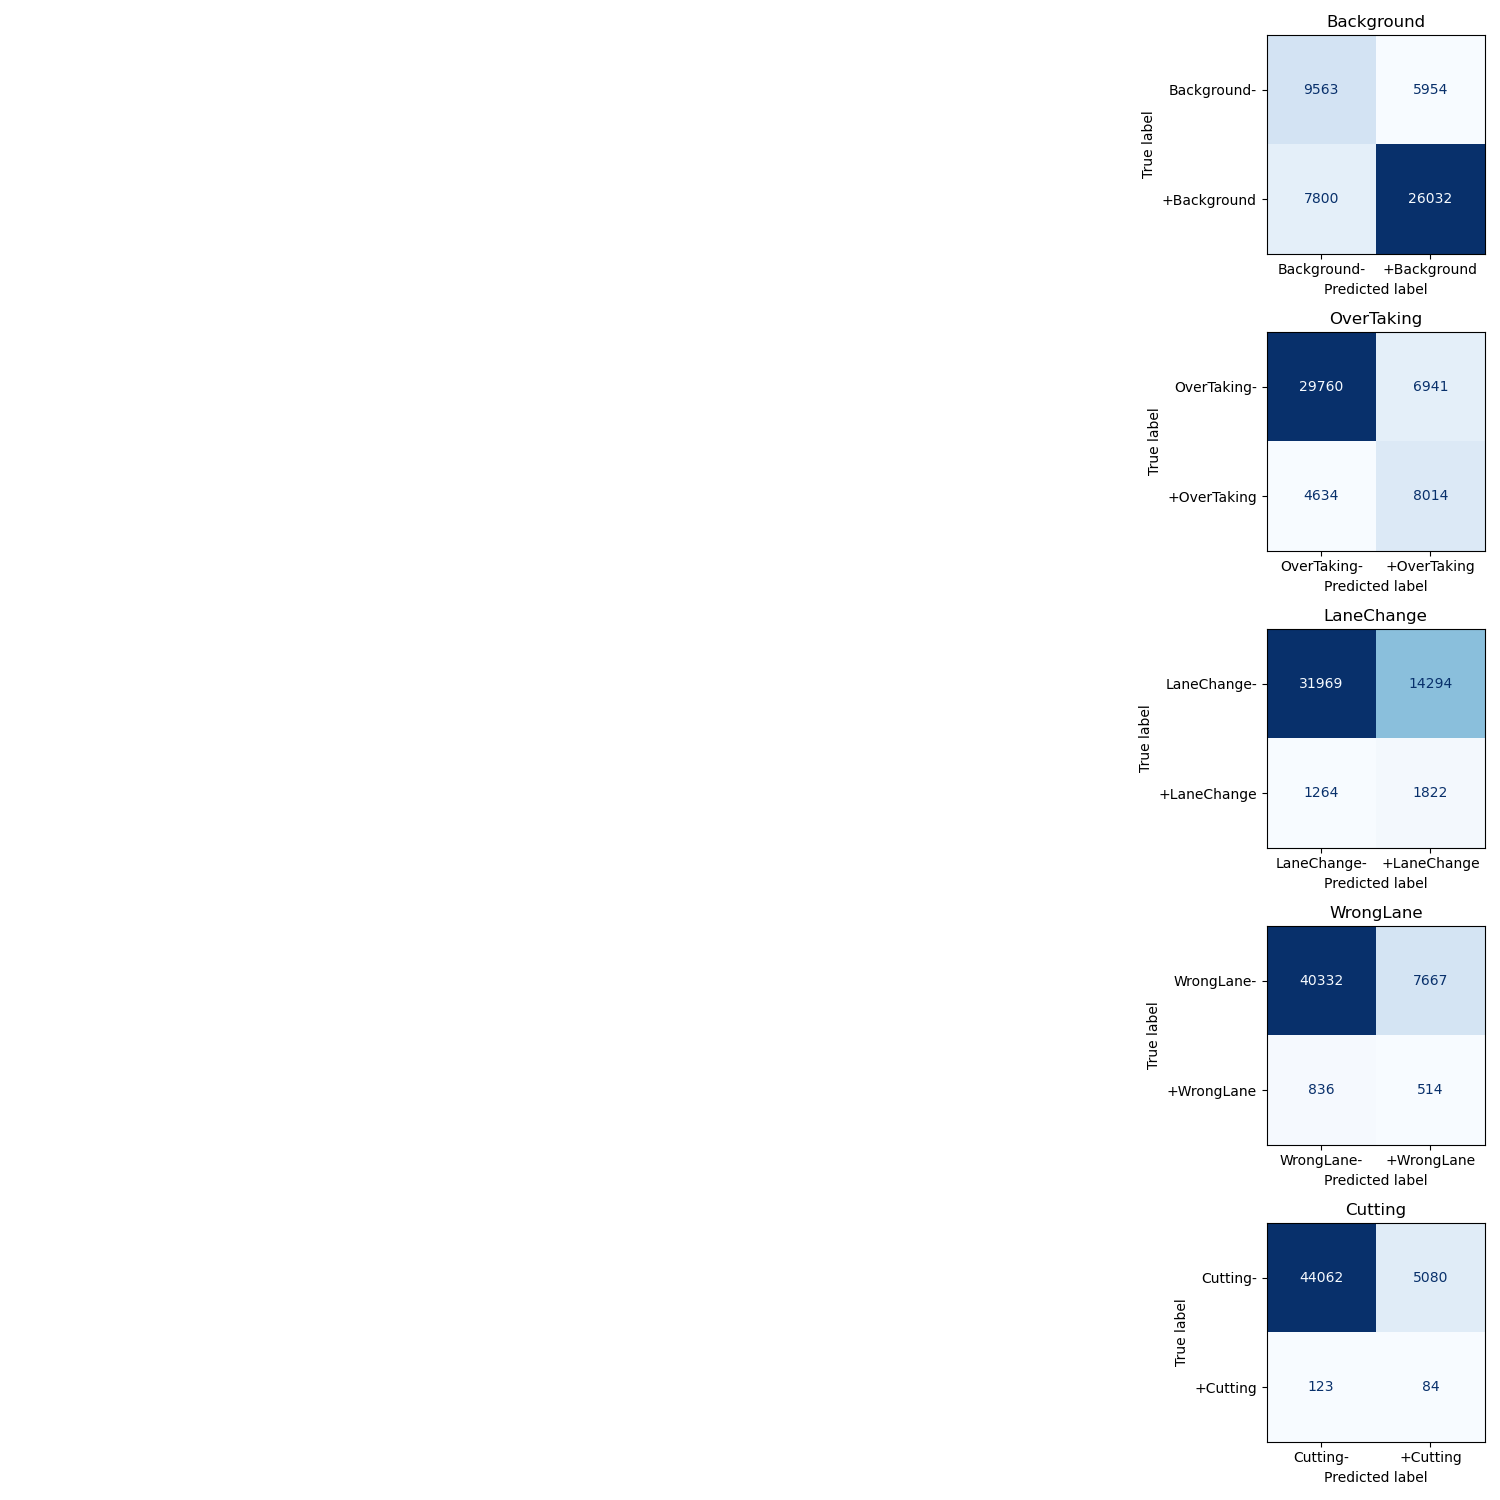 Background
Background-
9563
5954
True label
+Background
7800
26032
Background-
+Background
Predicted label
OverTaking
OverTaking-
29760
6941
True label
+OverTaking
4634
8014
OverTaking-
+OverTaking
Predicted label
LaneChange
LaneChange-
31969
14294
True label
+LaneChange
1264
1822
LaneChange-
+LaneChange
Predicted label
WrongLane
WrongLane-
40332
7667
True label
+WrongLane
836
514
WrongLane-
+WrongLane
Predicted label
Cutting
Cutting-
44062
5080
True label
+Cutting
123
84
Cutting-
+Cutting
Predicted label